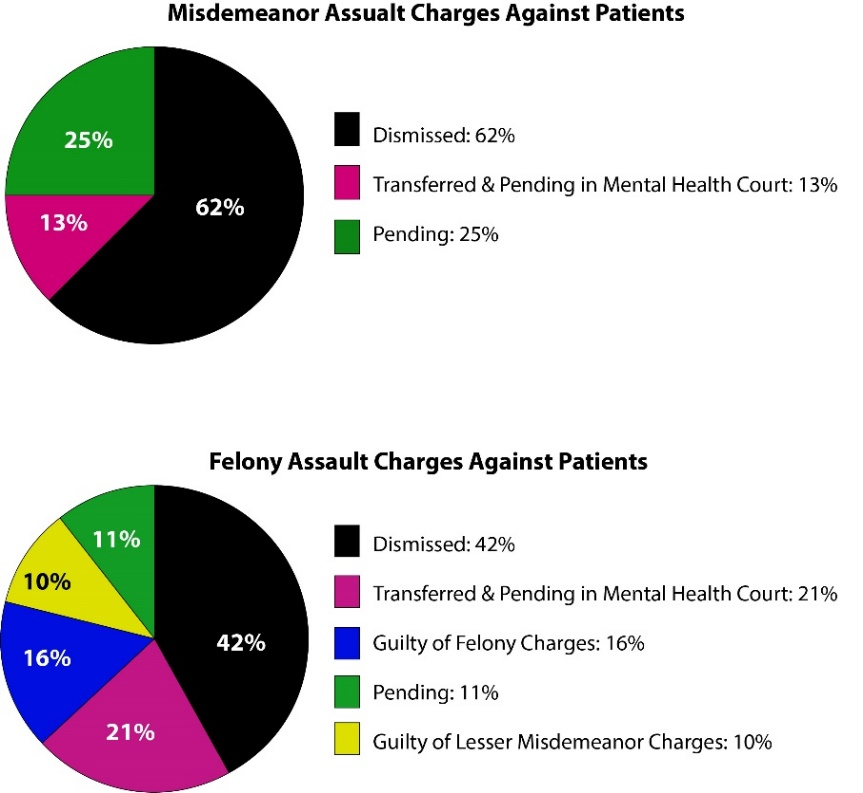 Misdemeanor Assualt Charges Against Patients
25%
62%
13%
Dismissed: 62%
Transferred & Pending in Mental Health Court: 13%
Pending: 25%
Felony Assault Charges Against Patients
11%
10%
42%
16%
21%
Dismissed: 42%
Transferred & Pending in Mental Health Court: 21%
Guilty of Felony Charges: 16%
Pending: 11%
Guilty of Lesser Misdemeanor Charges: 10%